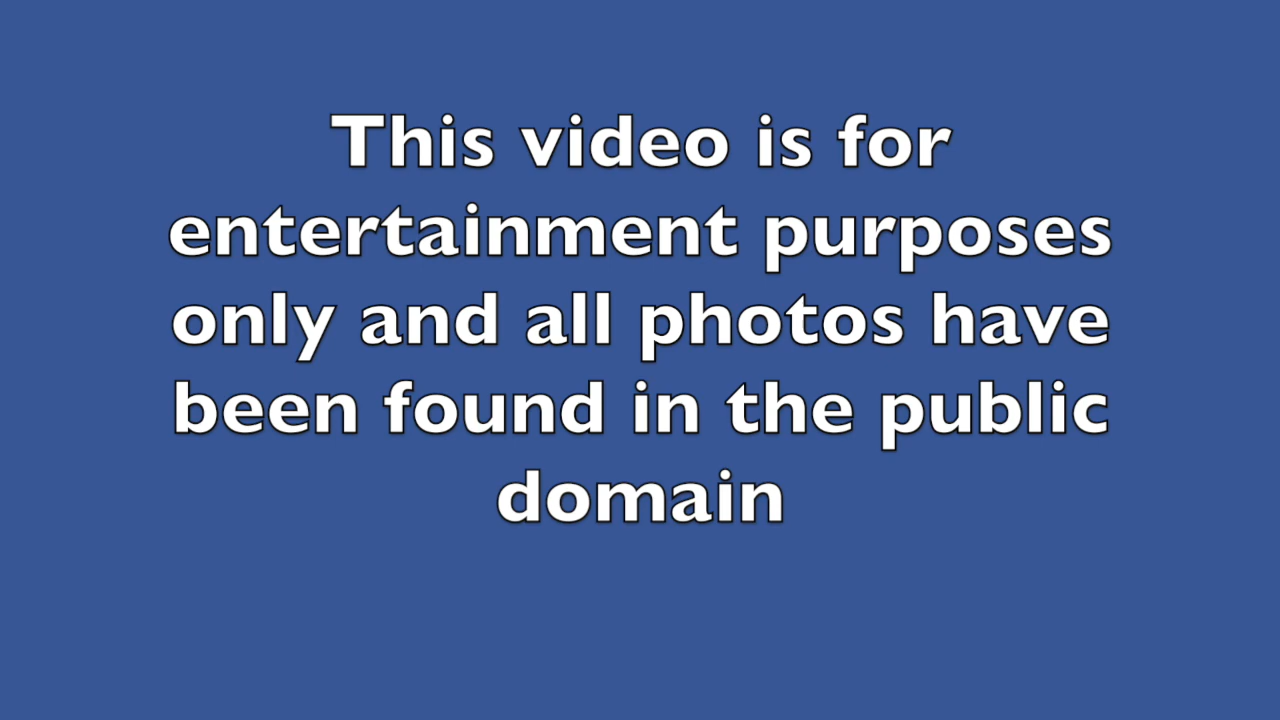 This video is for
entertainment purposes
only and all photos have
been found in the public
domain